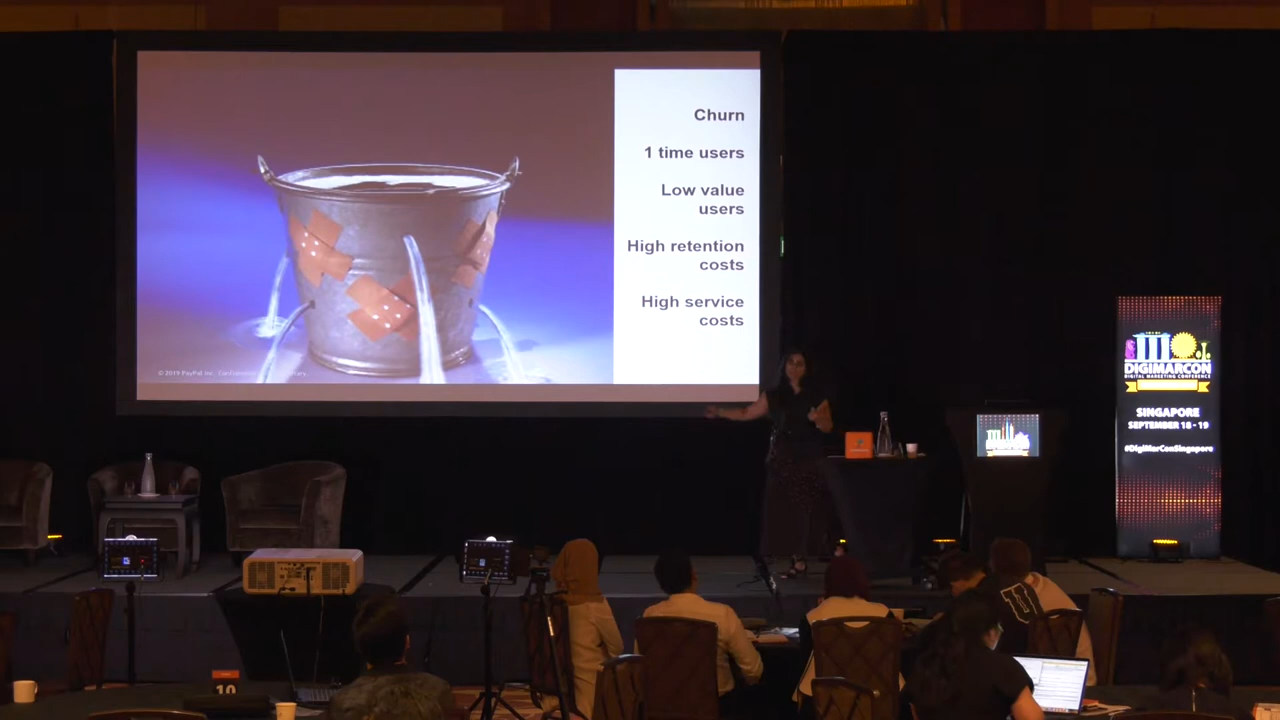 Churn
1 time users
Low value
users
High retention
costs
High service
costs
© 2019 PayPal Inc.
DIGIMARCON
DIGITAL MARKETING CONFERENCE
SINGAPORE
SEPTEMBER 18 - 19
#DigiMarConSingapore
10